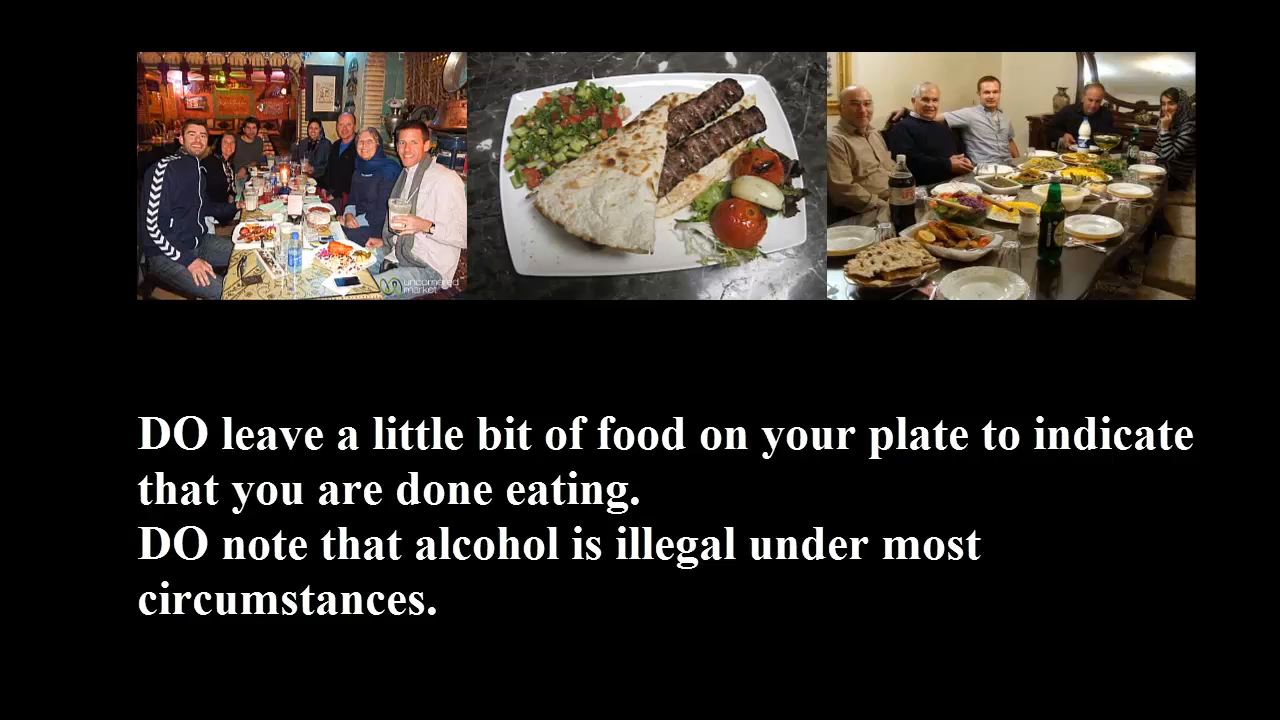 uncornered
market
DO leave a little bit of food on your plate to indicate
that you are done eating.
DO note that alcohol is illegal under most
circumstances.